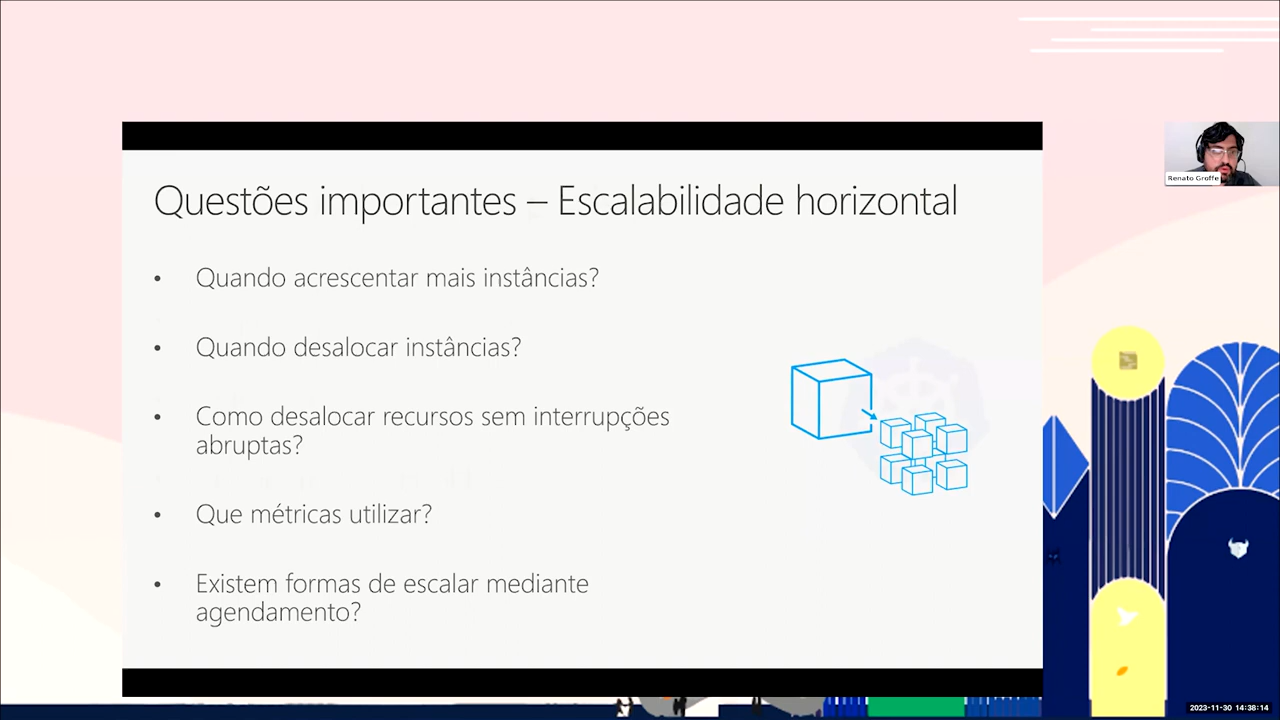 Questões importantes – Escalabilidade horizontal
• Quando acrescentar mais instâncias?
• Quando desalocar instâncias?
• Como desalocar recursos sem interrupções
abruptas?
• Que métricas utilizar?
• Existem formas de escalar mediante
agendamento?
Renato Groffe
2023-11-30 14:38:14